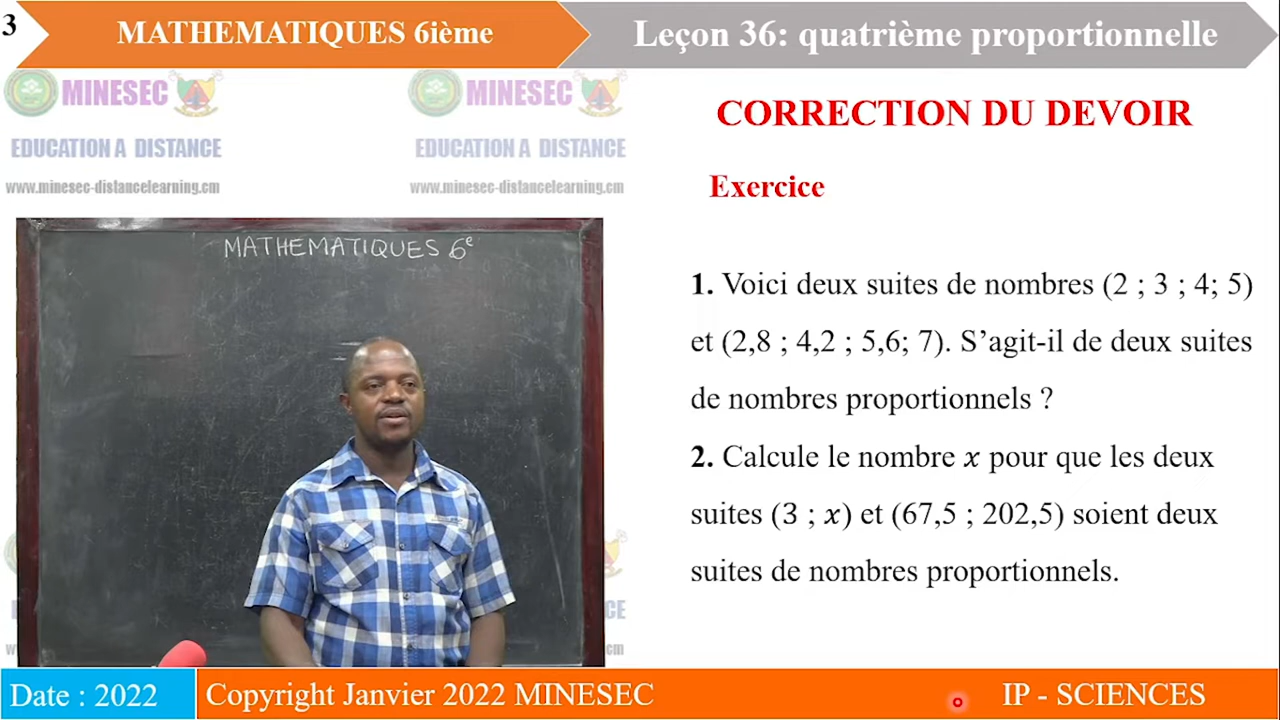 3
MATHEMATIQUES 6ième
Leçon 36: quatrième proportionnelle
MINESEC
MINESEC
EDUCATION A DISTANCE
EDUCATION A DISTANCE
www.minesec-distancelearning.cm
www.minesec-distancelearning.cm
MATHEMATIQUES 6e
CORRECTION DU DEVOIR
Exercice
1. Voici deux suites de nombres (2 ; 3 ; 4; 5)
et (2,8 ; 4,2 ; 5,6; 7). S’agit-il de deux suites
de nombres proportionnels ?
2. Calcule le nombre x pour que les deux
suites (3 ; x) et (67,5 ; 202,5) soient deux
suites de nombres proportionnels.
Date : 2022
Copyright Janvier 2022 MINESEC
IP - SCIENCES